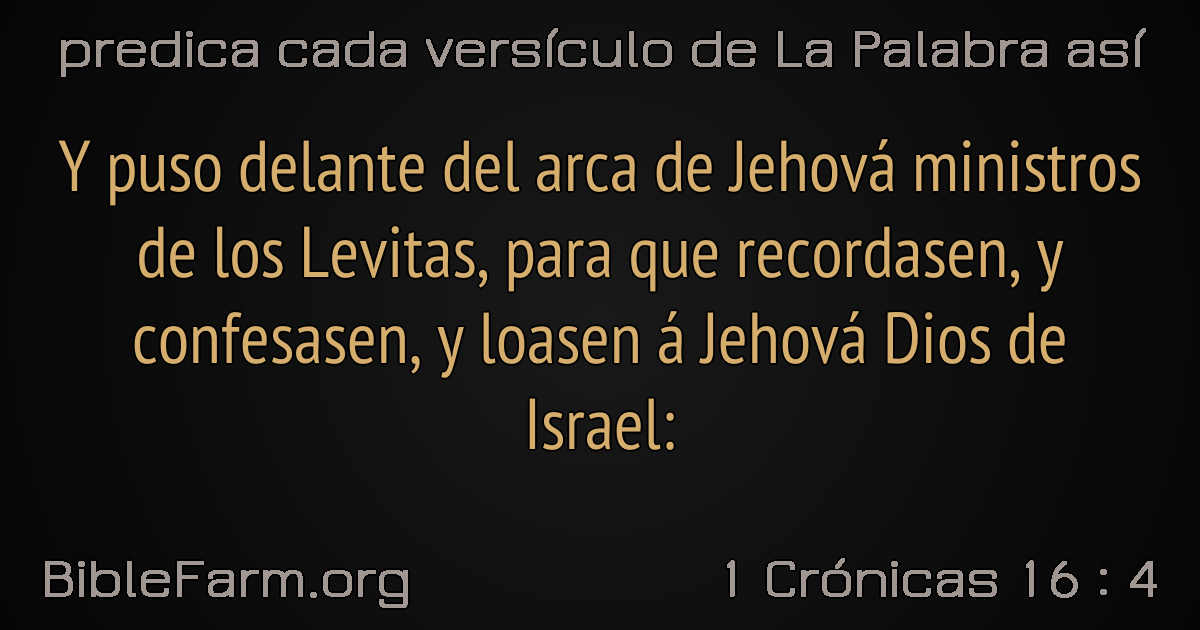 predica cada versículo de La Palabra así
Y puso delante del arca de Jehová ministros
de los Levitas, para que recordasen, y
confesasen, y loasen á Jehová Dios de
Israel:
BibleFarm.org
1 Crónicas 16 : 4